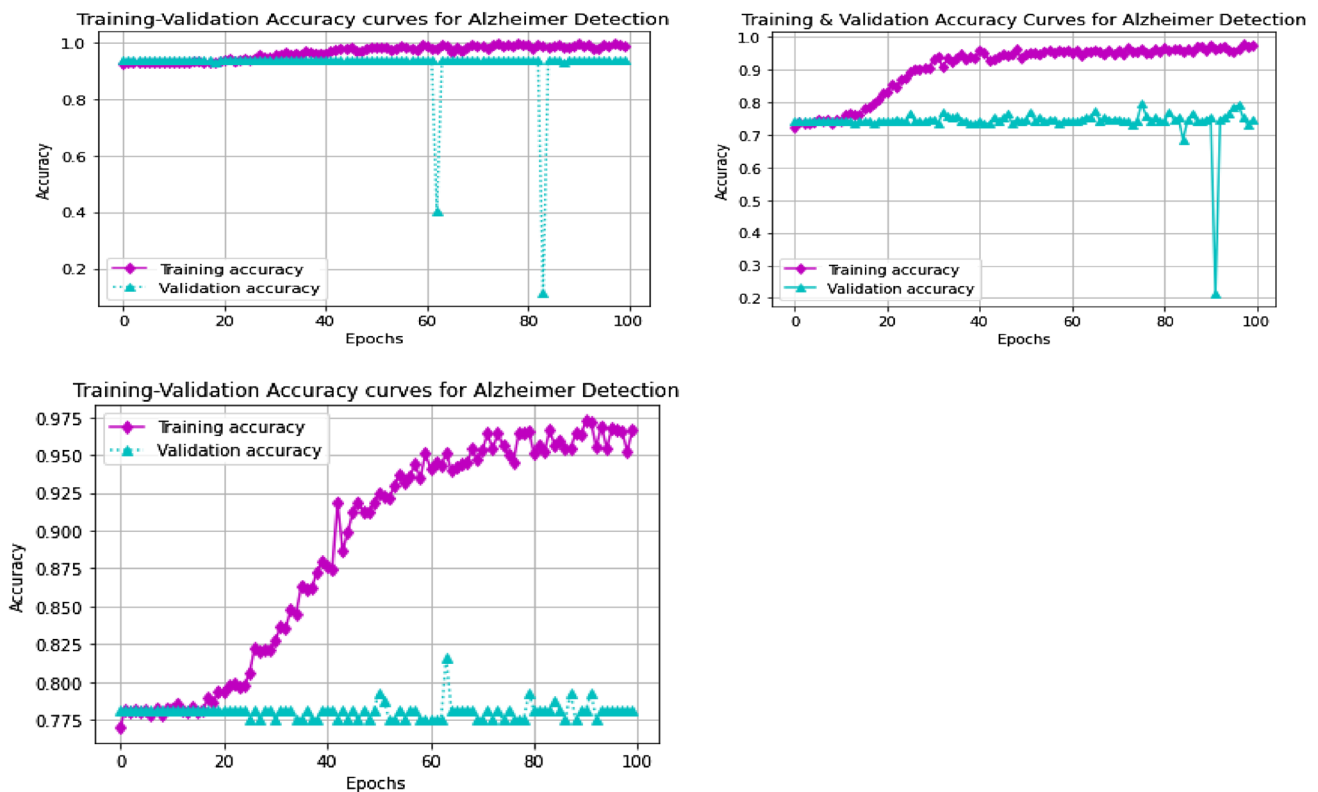 Training-Validation Accuracy curves for Alzheimer Detection
1.0
0.8
0.6
0.4
0.2
Accuracy
Training accuracy
Validation accuracy
0 20 40 60 80 100
Epochs
Training & Validation Accuracy Curves for Alzheimer Detection
1.0
0.9
0.8
0.7
0.6
0.5
0.4
0.3
0.2
Accuracy
Training accuracy
Validation accuracy
0 20 40 60 80 100
Epochs
Training-Validation Accuracy curves for Alzheimer Detection
0.975
0.950
0.925
0.900
0.875
0.850
0.825
0.800
0.775
Accuracy
Training accuracy
Validation accuracy
0 20 40 60 80 100
Epochs